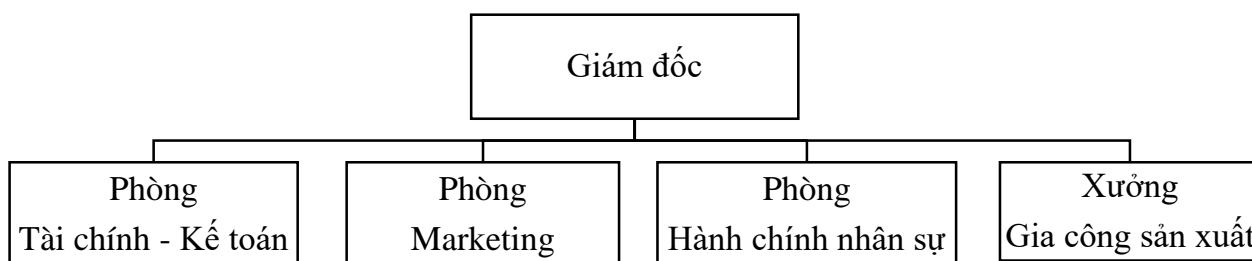 Giám đốc
Phòng
Tài chính - Kế toán
Phòng
Marketing
Phòng
Hành chính nhân sự
Xưởng
Gia công sản xuất